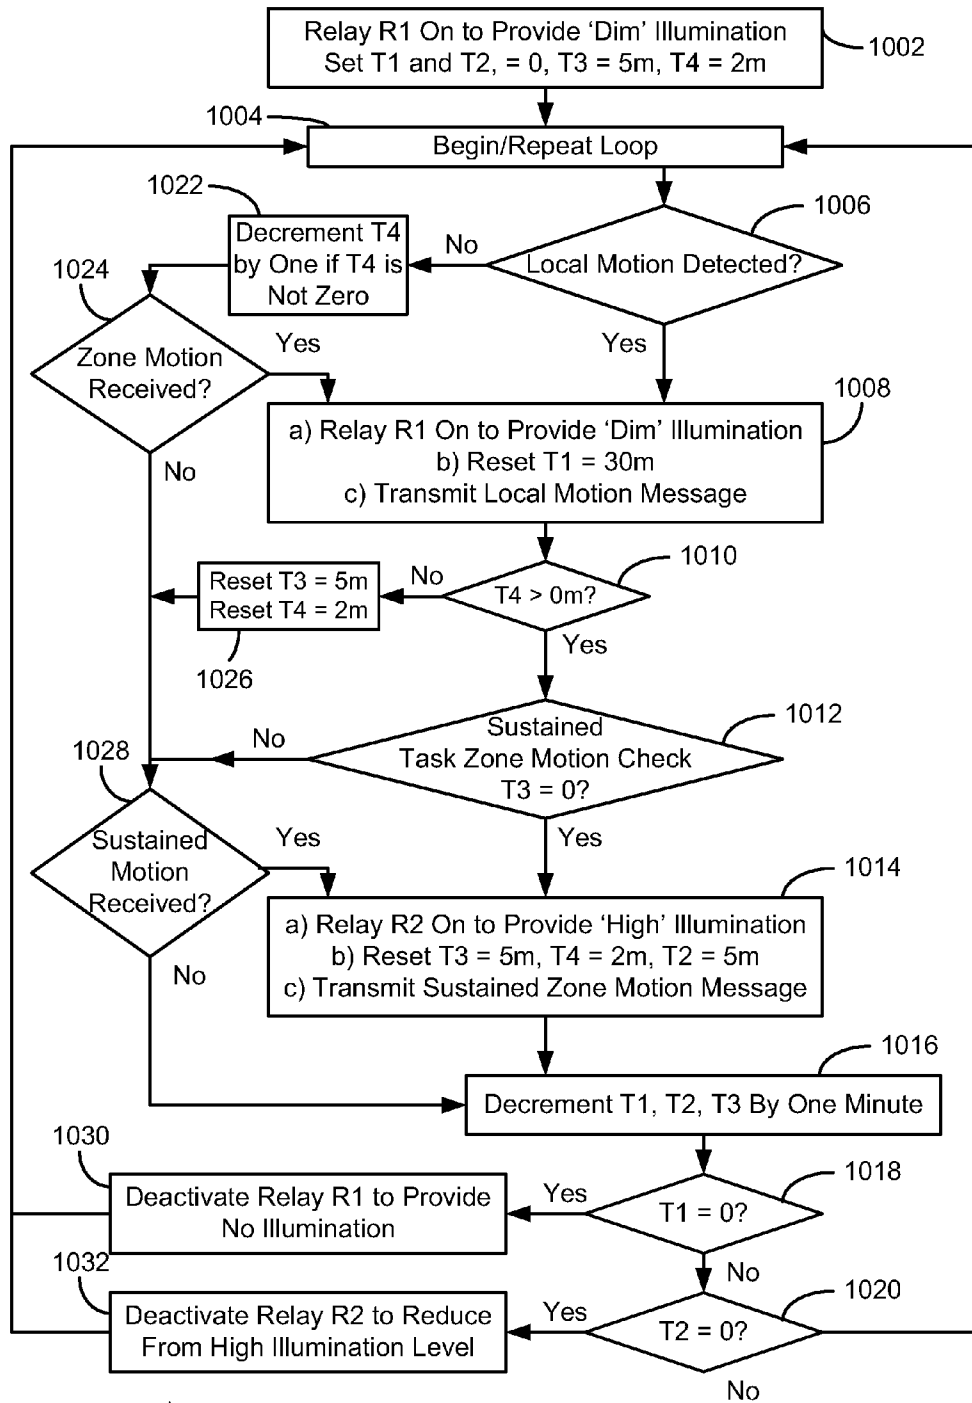 Relay R1 On to Provide ‘Dim’ Illumination
Set T1 and T2, = 0, T3 = 5m, T4 = 2m
1002
1004
Begin/Repeat Loop
1022
1006
Decrement T4
by One if T4 is
Not Zero
No
Local Motion Detected?
1024
Yes
Yes
Zone Motion
Received?
1008
a) Relay R1 On to Provide ‘Dim’ Illumination
b) Reset T1 = 30m
c) Transmit Local Motion Message
No
1010
Reset T3 = 5m
Reset T4 = 2m
No
T4 > 0m?
Yes
1026
1012
Sustained
Task Zone Motion Check
T3 = 0?
No
1028
Yes
Yes
Sustained
Motion
Received?
1014
a) Relay R2 On to Provide ‘High’ Illumination
b) Reset T3 = 5m, T4 = 2m, T2 = 5m
c) Transmit Sustained Zone Motion Message
No
1016
Decrement T1, T2, T3 By One Minute
1030
1018
Deactivate Relay R1 to Provide
No Illumination
Yes
T1 = 0?
No
1032
1020
Deactivate Relay R2 to Reduce
From High Illumination Level
Yes
T2 = 0?
No